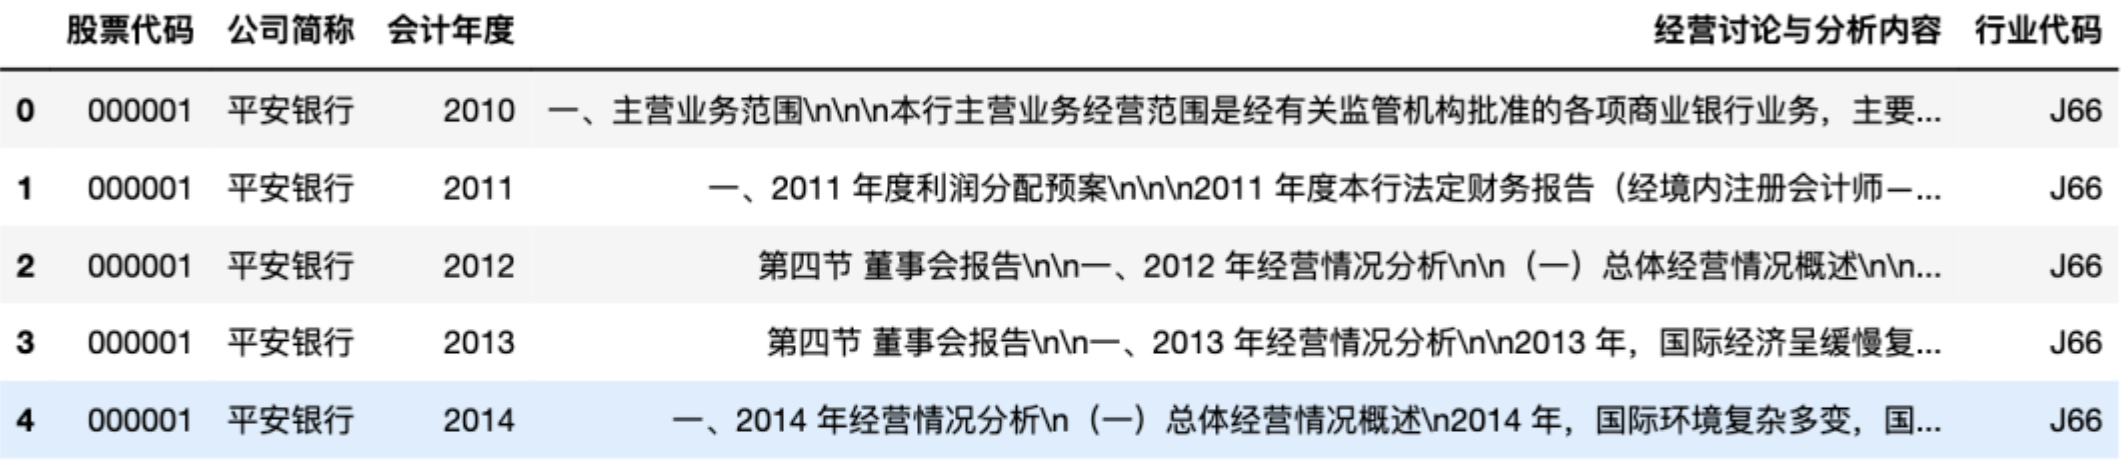 股票代码 公司简称 会计年度 经营讨论与分析内容 行业代码
0 000001 平安银行 2010 一、主营业务范围\n\n\n本行主营业务经营范围是经有关监管机构批准的各项商业银行业务，主要... J66
1 000001 平安银行 2011 一、2011 年度利润分配预案\n\n\n2011 年度本行法定财务报告（经境内注册会计师—... J66
2 000001 平安银行 2012 第四节 董事会报告\n\n一、2012 年经营情况分析\n\n（一）总体经营情况概述\n\n... J66
3 000001 平安银行 2013 第四节 董事会报告\n\n一、2013 年经营情况分析\n\n2013 年，国际经济呈缓慢复... J66
4 000001 平安银行 2014 一、2014 年经营情况分析\n（一）总体经营情况概述\n2014 年，国际环境复杂多变，国... J66